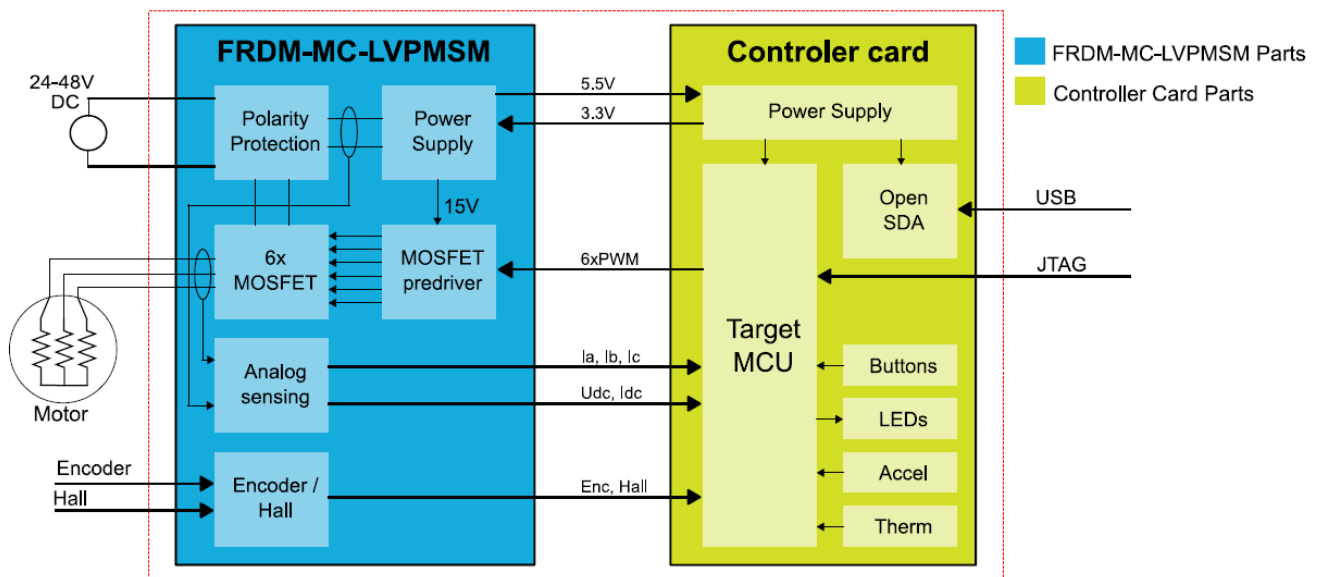 FRDM-MC-LVPMSM
Controler card
FRDM-MC-LVPMSM Parts
Controller Card Parts
24-48V
DC
Polarity
Protection
Power
Supply
5.5V
3.3V
Power Supply
15V
Open
SDA
USB
6x
MOSFET
MOSFET
predriver
6xPWM
JTAG
Target
MCU
Motor
Analog
sensing
Ia, Ib, Ic
Udc, Idc
Buttons
LEDs
Accel
Therm
Encoder
Hall
Encoder /
Hall
Enc, Hall